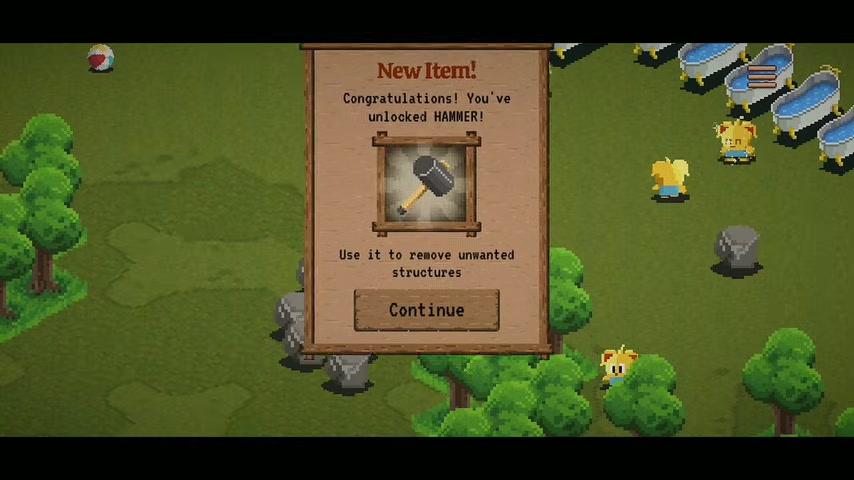 New Item!
Congratulations! You've
unlocked HAMMER!
Use it to remove unwanted
structures
Continue